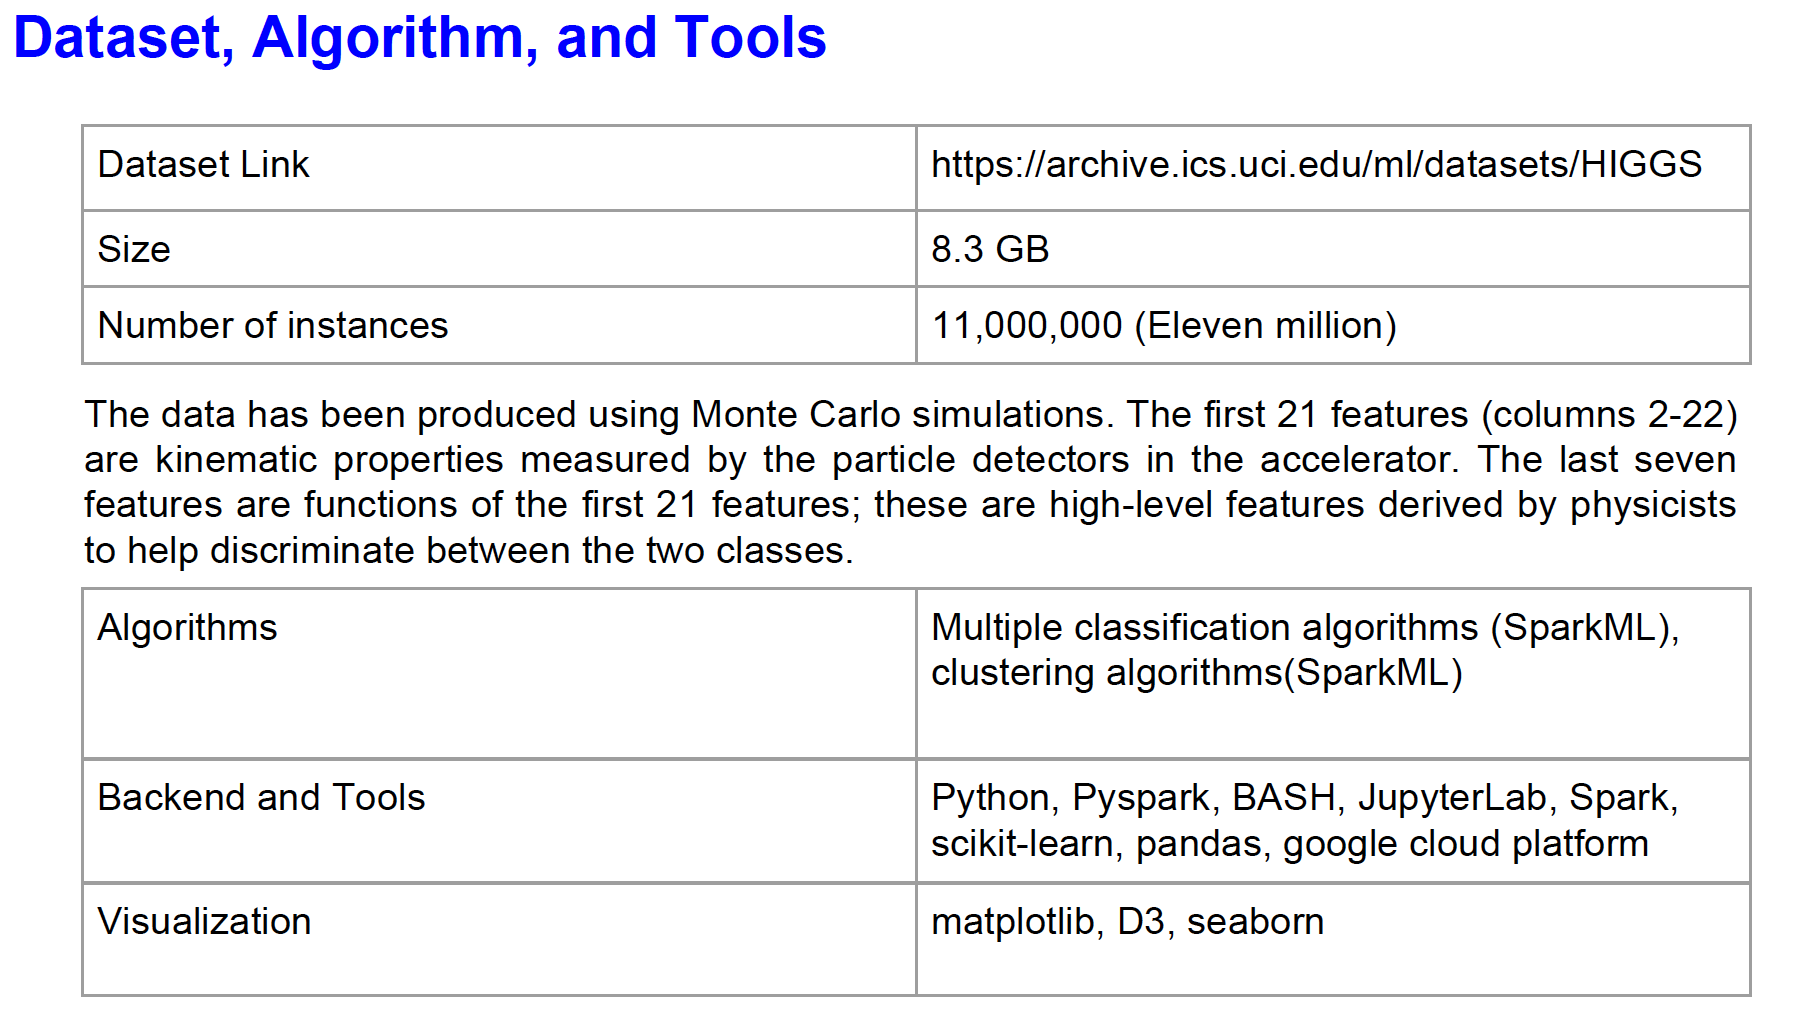 Dataset, Algorithm, and Tools
Dataset Link
https://archive.ics.uci.edu/ml/datasets/HIGGS
Size
8.3 GB
Number of instances
11,000,000 (Eleven million)
The data has been produced using Monte Carlo simulations. The first 21 features (columns 2-22)
are kinematic properties measured by the particle detectors in the accelerator. The last seven
features are functions of the first 21 features; these are high-level features derived by physicists
to help discriminate between the two classes.
Algorithms
Multiple classification algorithms (SparkML),
clustering algorithms(SparkML)
Backend and Tools
Python, Pyspark, BASH, JupyterLab, Spark,
scikit-learn, pandas, google cloud platform
Visualization
matplotlib, D3, seaborn